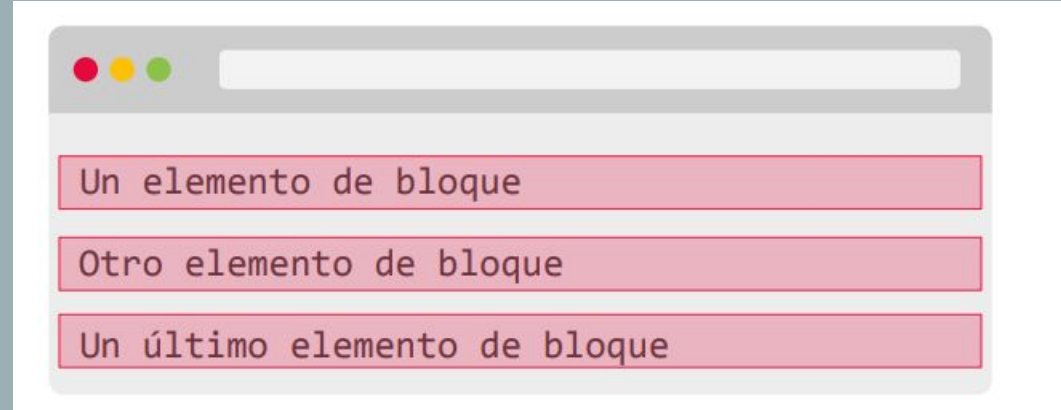 Un elemento de bloque
Otro elemento de bloque
Un último elemento de bloque